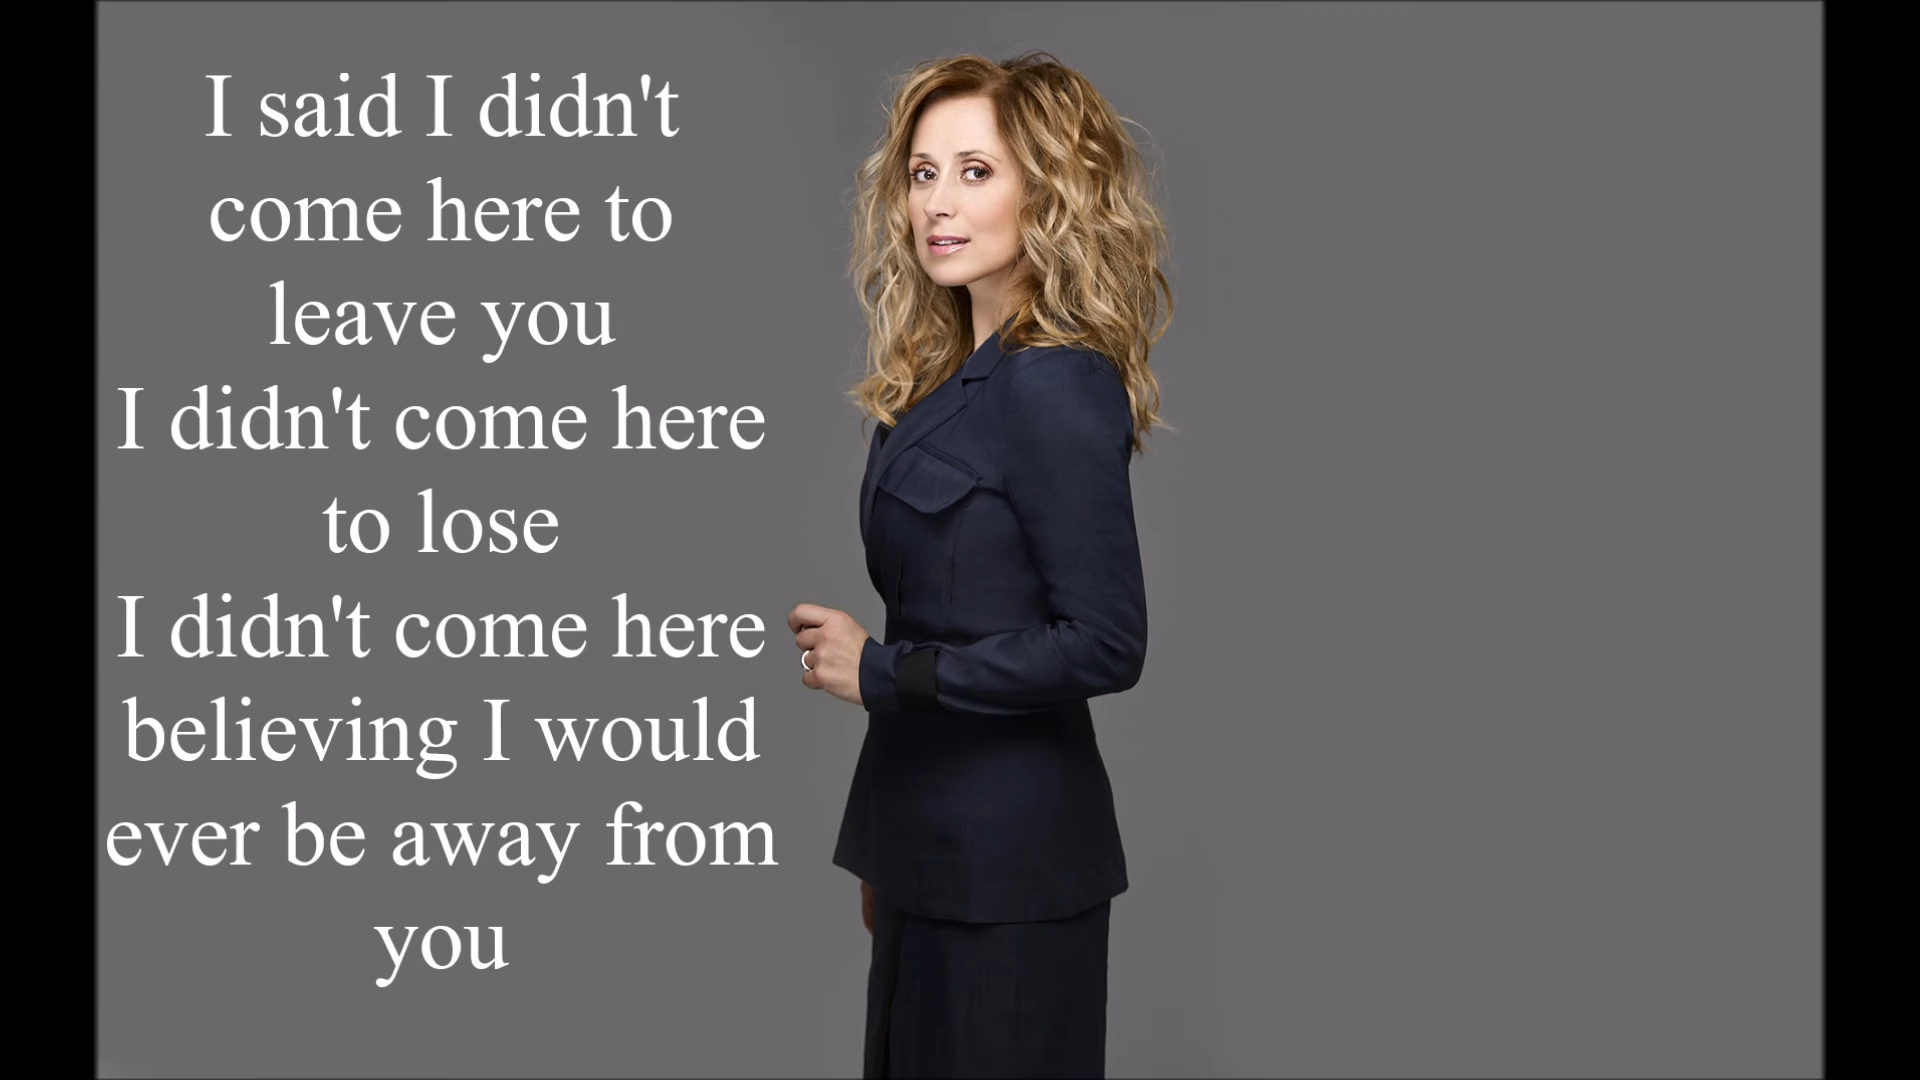 I said I didn't
come here to
leave you
I didn't come here
to lose
I didn't come here
believing I would
ever be away from
you